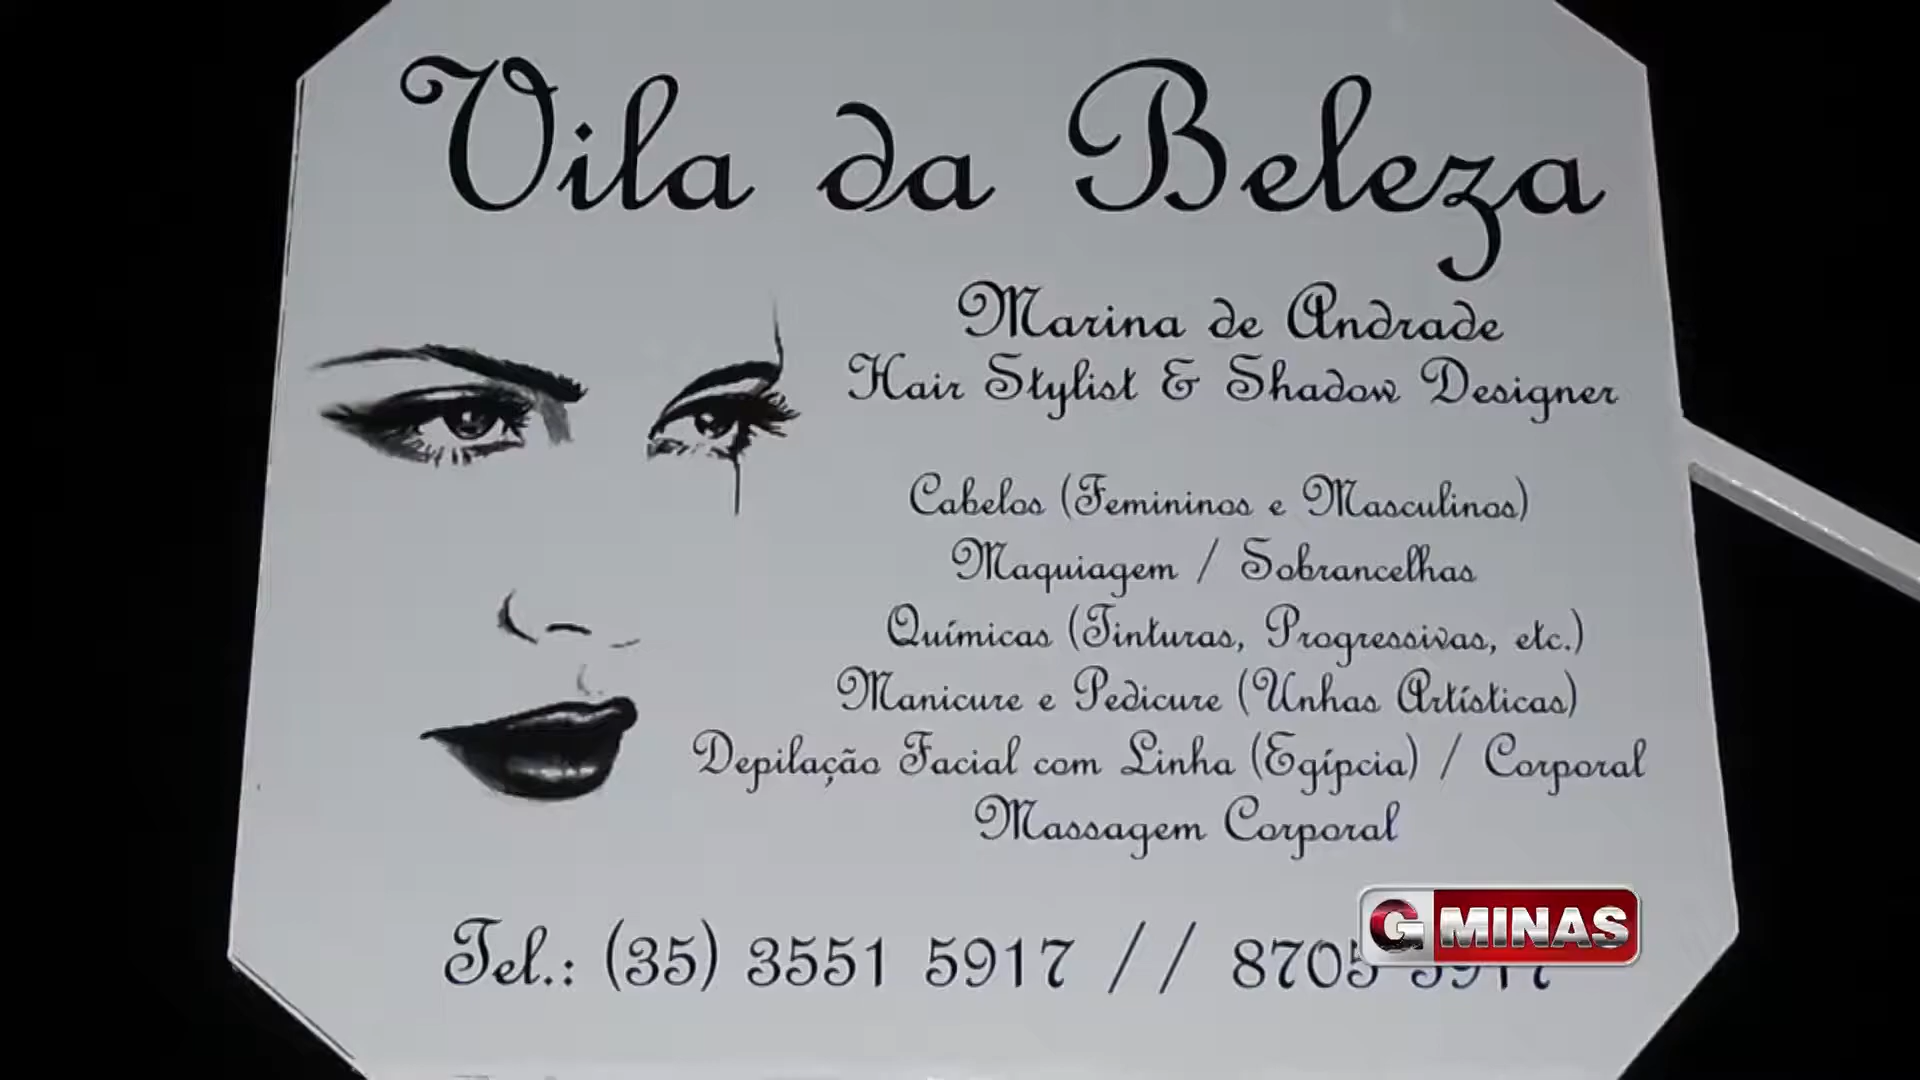 Vila da Beleza
Marina de Andrade
Hair Stylist & Shadow Designer
Cabelos (Femininos e Masculinos)
Maquiagem / Sobrancelhas
Químicas (Tinturas, Progressivas, etc.)
Manicure e Pedicure (Unhas Artísticas)
Depilação Facial com Linha (Egípcia) / Corporal
Massagem Corporal
G MINAS
Tel.: (35) 3551 5917 // 8705